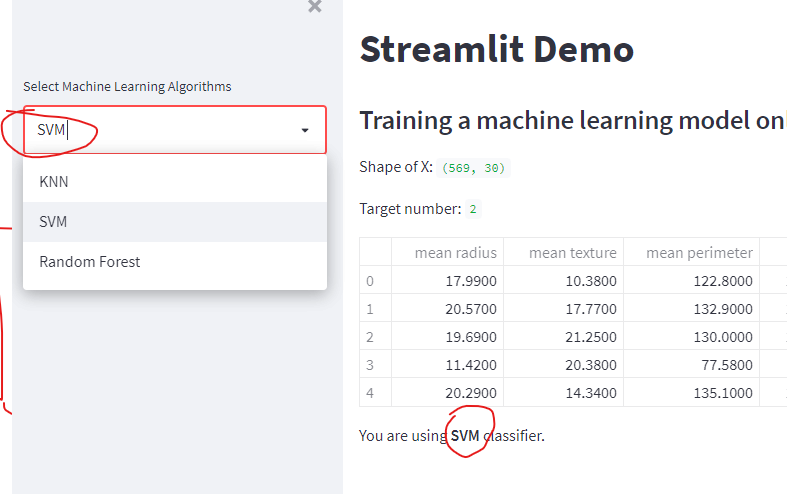 ×
Select Machine Learning Algorithms
SVM
KNN
SVM
Random Forest
Streamlit Demo
Training a machine learning model onl
Shape of X: (569, 30)
Target number: 2
mean radius mean texture mean perimeter
0 17.9900 10.3800 122.8000
1 20.5700 17.7700 132.9000
2 19.6900 21.2500 130.0000
3 11.4200 20.3800 77.5800
4 20.2900 14.3400 135.1000
You are using SVM classifier.